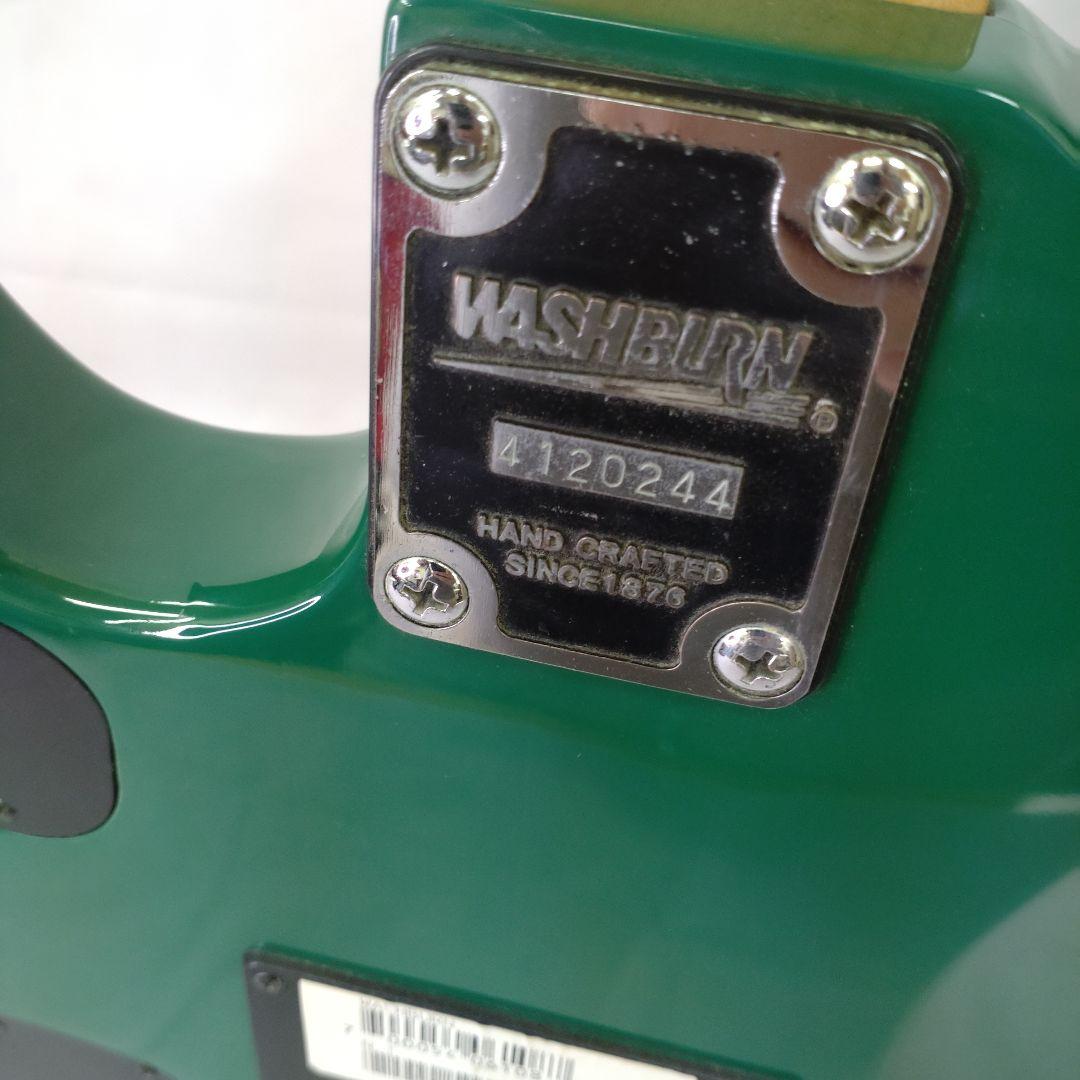 WASHBURN®
4120244
HAND CRAFTED
SINCE1876